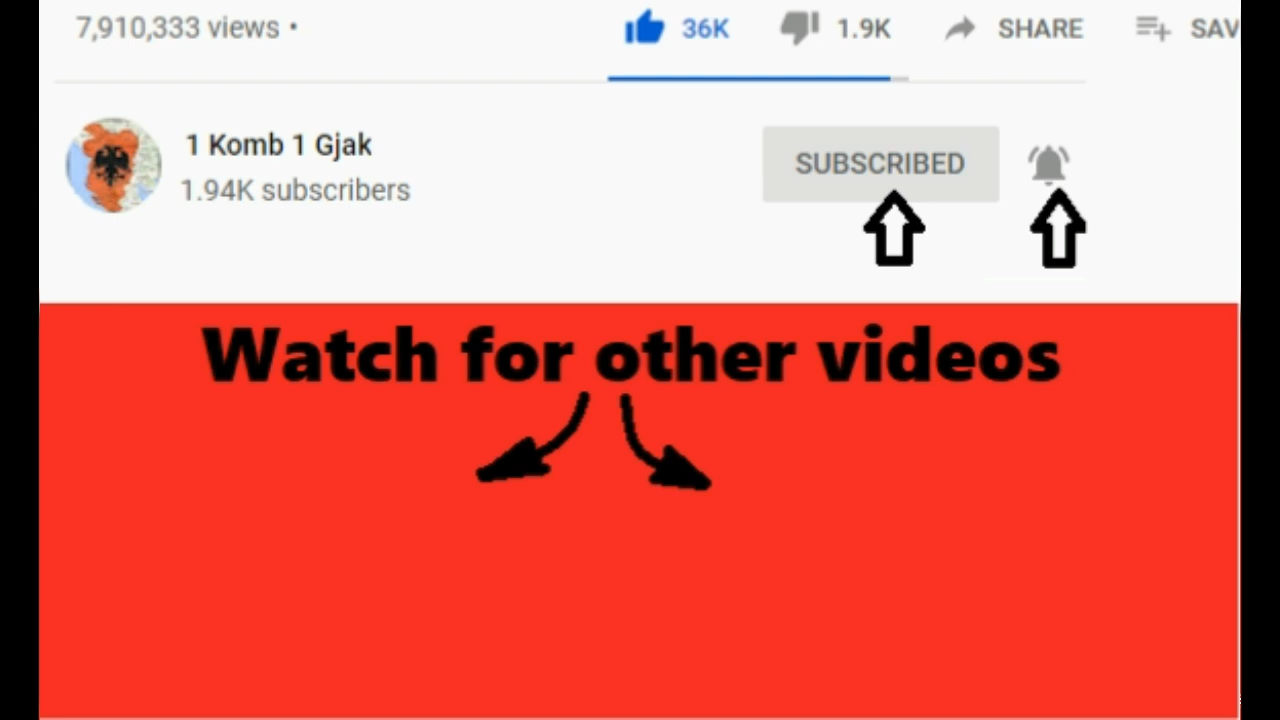 7,910,333 views •
36K
1.9K
SHARE
SAV
1 Komb 1 Gjak
1.94K subscribers
SUBSCRIBED
Watch for other videos